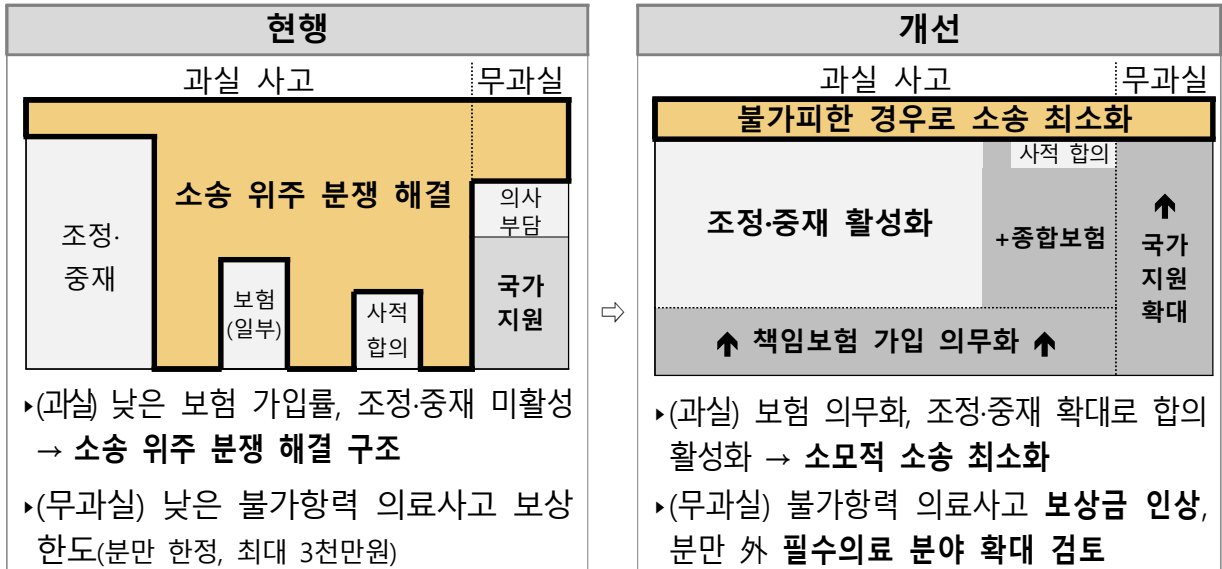 현행
과실 사고
무과실
소송 위주 분쟁 해결
조정·
중재
보험
(일부)
사적
합의
의사
부담
국가
지원
▸(과실) 낮은 보험 가입률, 조정·중재 미활성
→ 소송 위주 분쟁 해결 구조
▸(무과실) 낮은 불가항력 의료사고 보상
한도(분만 한정, 최대 3천만원)
⇨
개선
과실 사고
무과실
불가피한 경우로 소송 최소화
사적 합의
조정·중재 활성화
+종합보험
🡹
국가
지원
확대
🡹 책임보험 가입 의무화 🡹
▸(과실) 보험 의무화, 조정·중재 확대로 합의
활성화 → 소모적 소송 최소화
▸(무과실) 불가항력 의료사고 보상금 인상,
분만 外 필수의료 분야 확대 검토